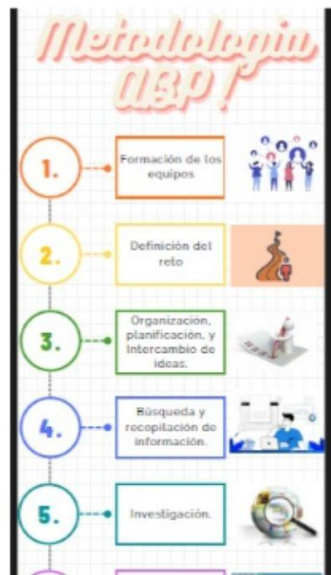 Metodología
ABP!
1.
Formación de los
equipos
2.
Definición del
reto
3.
Organización,
planificación, y
Intercambio de
ideas.
4.
Búsqueda y
recopilación de
información.
5.
Investigación.